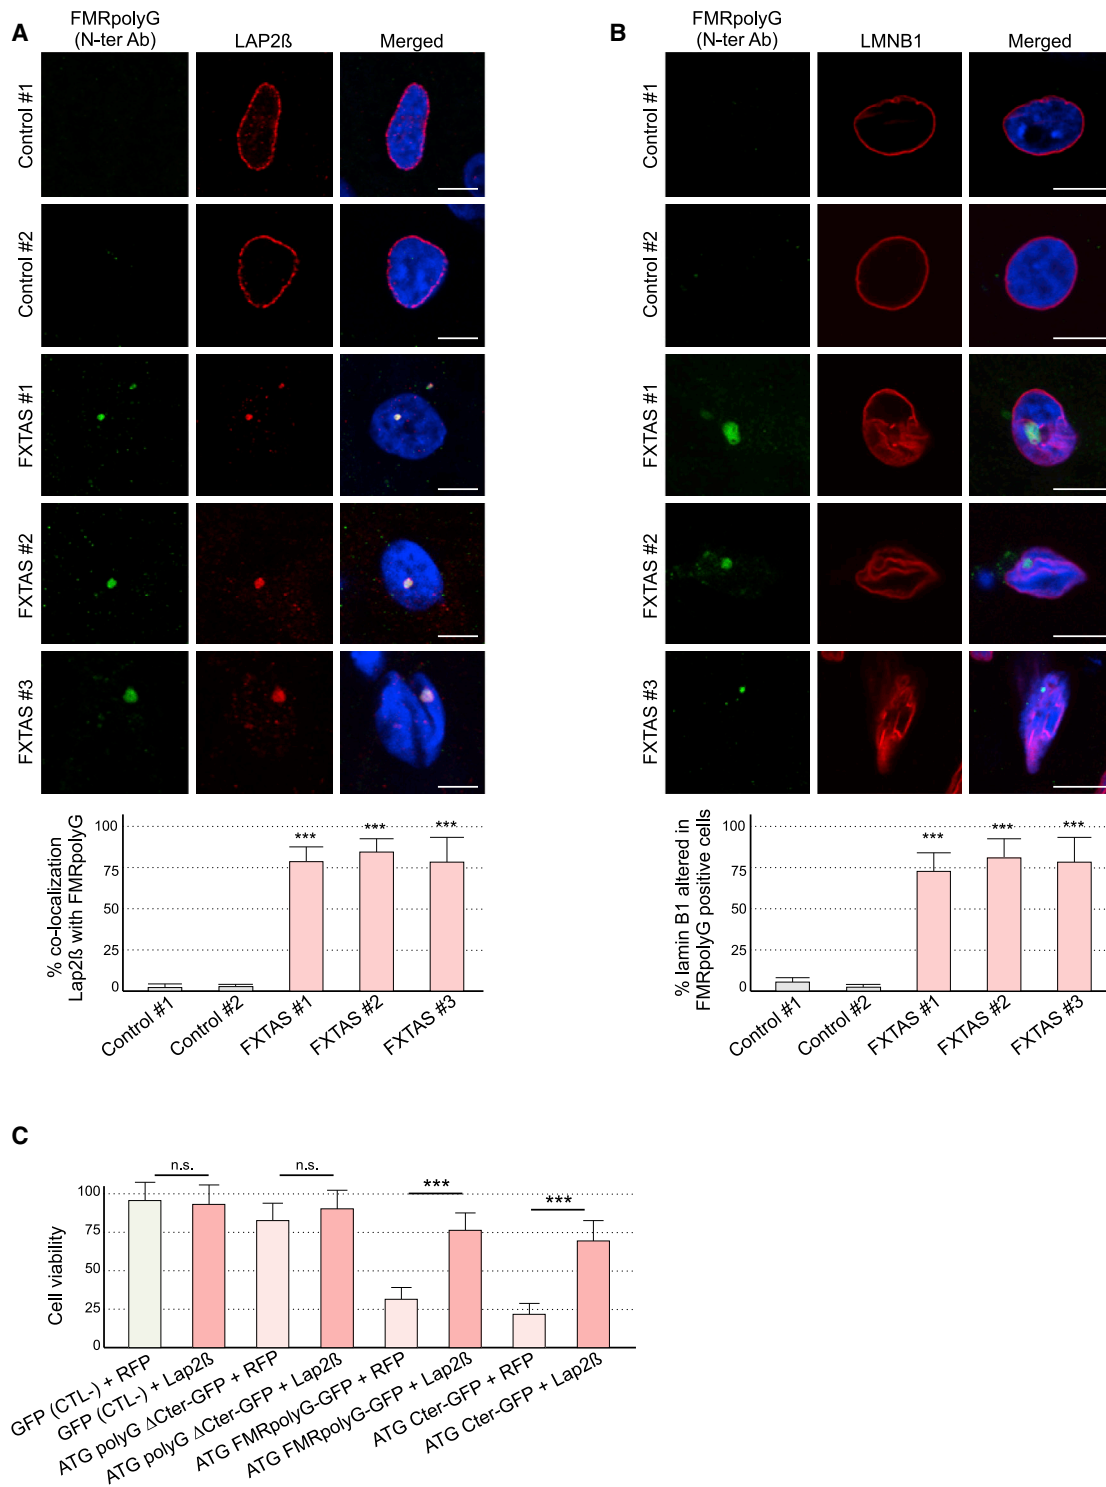 A
FMRpolyG
(N-ter Ab)
LAP2ß
Merged
Control #1
Control #2
FXTAS #1
FXTAS #2
FXTAS #3
% co-localization
Lap2ß with FMRpolyG
100
75
50
25
0
***
***
***
Control #1
Control #2
FXTAS #1
FXTAS #2
FXTAS #3
B
FMRpolyG
(N-ter Ab)
LMNB1
Merged
Control #1
Control #2
FXTAS #1
FXTAS #2
FXTAS #3
% lamin B1 altered in
FMRpolyG positive cells
100
75
50
25
0
***
***
***
Control #1
Control #2
FXTAS #1
FXTAS #2
FXTAS #3
C
Cell viability
100
75
50
25
0
n.s.
n.s.
***
***
GFP (CTL-) + RFP
GFP (CTL-) + Lap2ß
ATG polyG ΔCter-GFP + RFP
ATG polyG ΔCter-GFP + Lap2ß
ATG FMRpolyG-GFP + RFP
ATG FMRpolyG-GFP + Lap2ß
ATG Cter-GFP + RFP
ATG Cter-GFP + Lap2ß